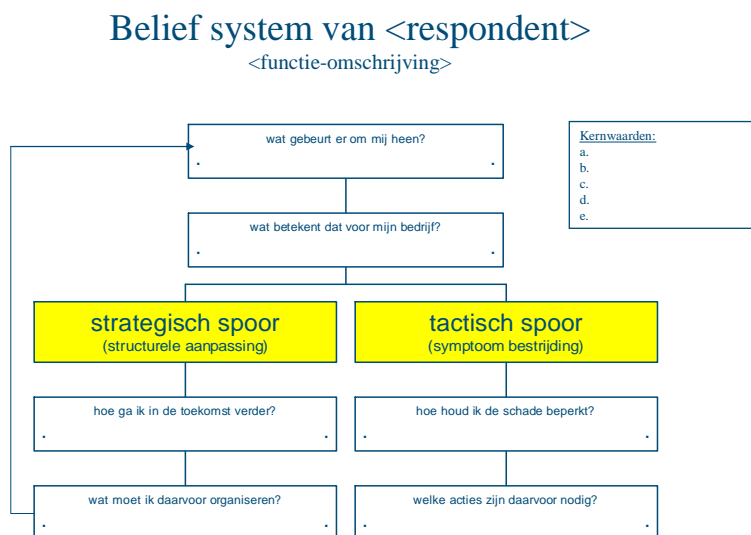 Belief system van <respondent>
<functie-omschrijving>
wat gebeurt er om mij heen?
. .
Kernwaarden:
a.
b.
c.
d.
e.
wat betekent dat voor mijn bedrijf?
. .
strategisch spoor
(structurele aanpassing)
tactisch spoor
(symptoom bestrijding)
hoe ga ik in de toekomst verder?
. .
hoe houd ik de schade beperkt?
. .
wat moet ik daarvoor organiseren?
. .
welke acties zijn daarvoor nodig?
. .